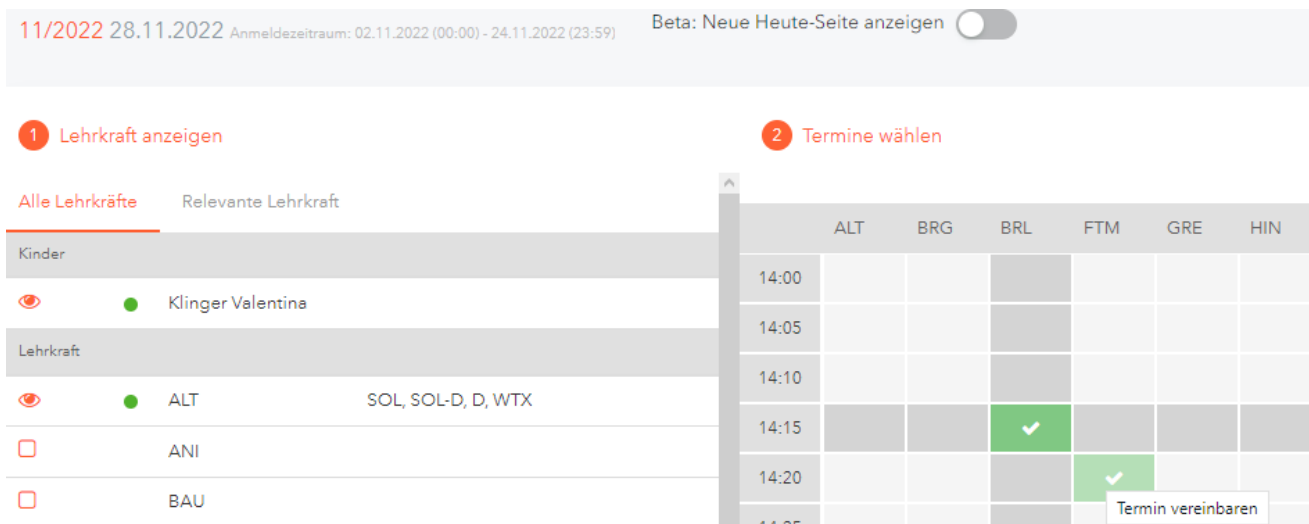 11/2022 28.11.2022 Anmeldezeitraum: 02.11.2022 (00:00) - 24.11.2022 (23:59)
Beta: Neue Heute-Seite anzeigen
1 Lehrkraft anzeigen
Alle Lehrkräfte Relevante Lehrkraft
Kinder
Klinger Valentina
Lehrkraft
ALT SOL, SOL-D, D, WTX
ANI
BAU
2 Termine wählen
ALT BRG BRL FTM GRE HIN
14:00
14:05
14:10
14:15
14:20
Termin vereinbaren